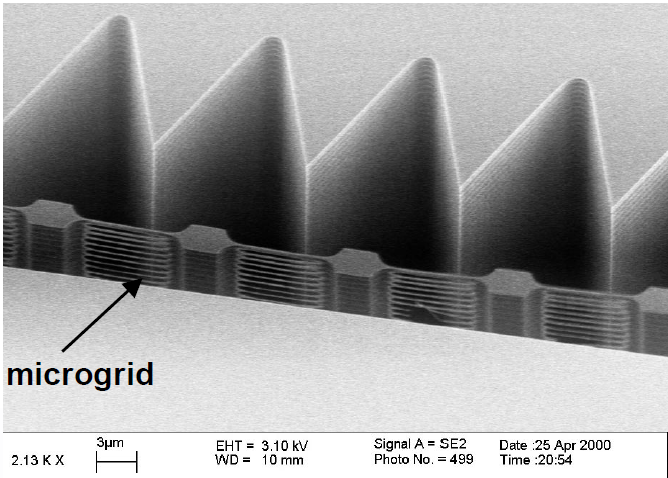 microgrid
3µm
2.13 K X
EHT = 3.10 kV
WD = 10 mm
Signal A = SE2
Photo No. = 499
Date :25 Apr 2000
Time :20:54